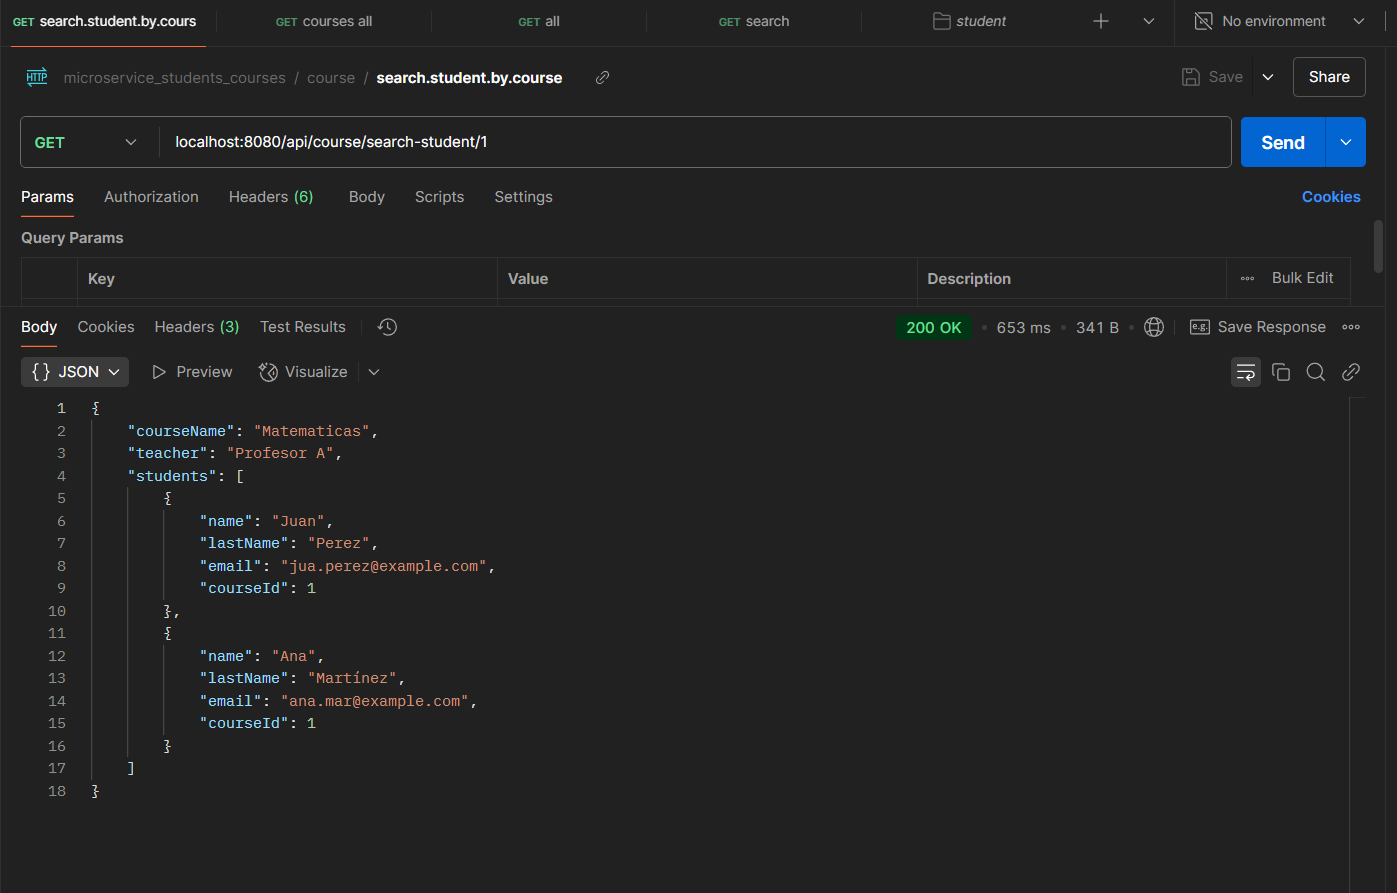 GET search.student.by.cours GET courses all GET all GET search student No environment
HTTP microservice_students_courses / course / search.student.by.course Save Share
GET localhost:8080/api/course/search-student/1 Send
Params Authorization Headers (6) Body Scripts Settings Cookies
Query Params
Key Value Description Bulk Edit
Body Cookies Headers (3) Test Results 200 OK 653 ms 341 B e.g. Save Response
{} JSON Preview Visualize
1 {
2 "courseName": "Matematicas",
3 "teacher": "Profesor A",
4 "students": [
5 {
6 "name": "Juan",
7 "lastName": "Perez",
8 "email": "jua.perez@example.com",
9 "courseId": 1
10 },
11 {
12 "name": "Ana",
13 "lastName": "Martínez",
14 "email": "ana.mar@example.com",
15 "courseId": 1
16 }
17 ]
18 }